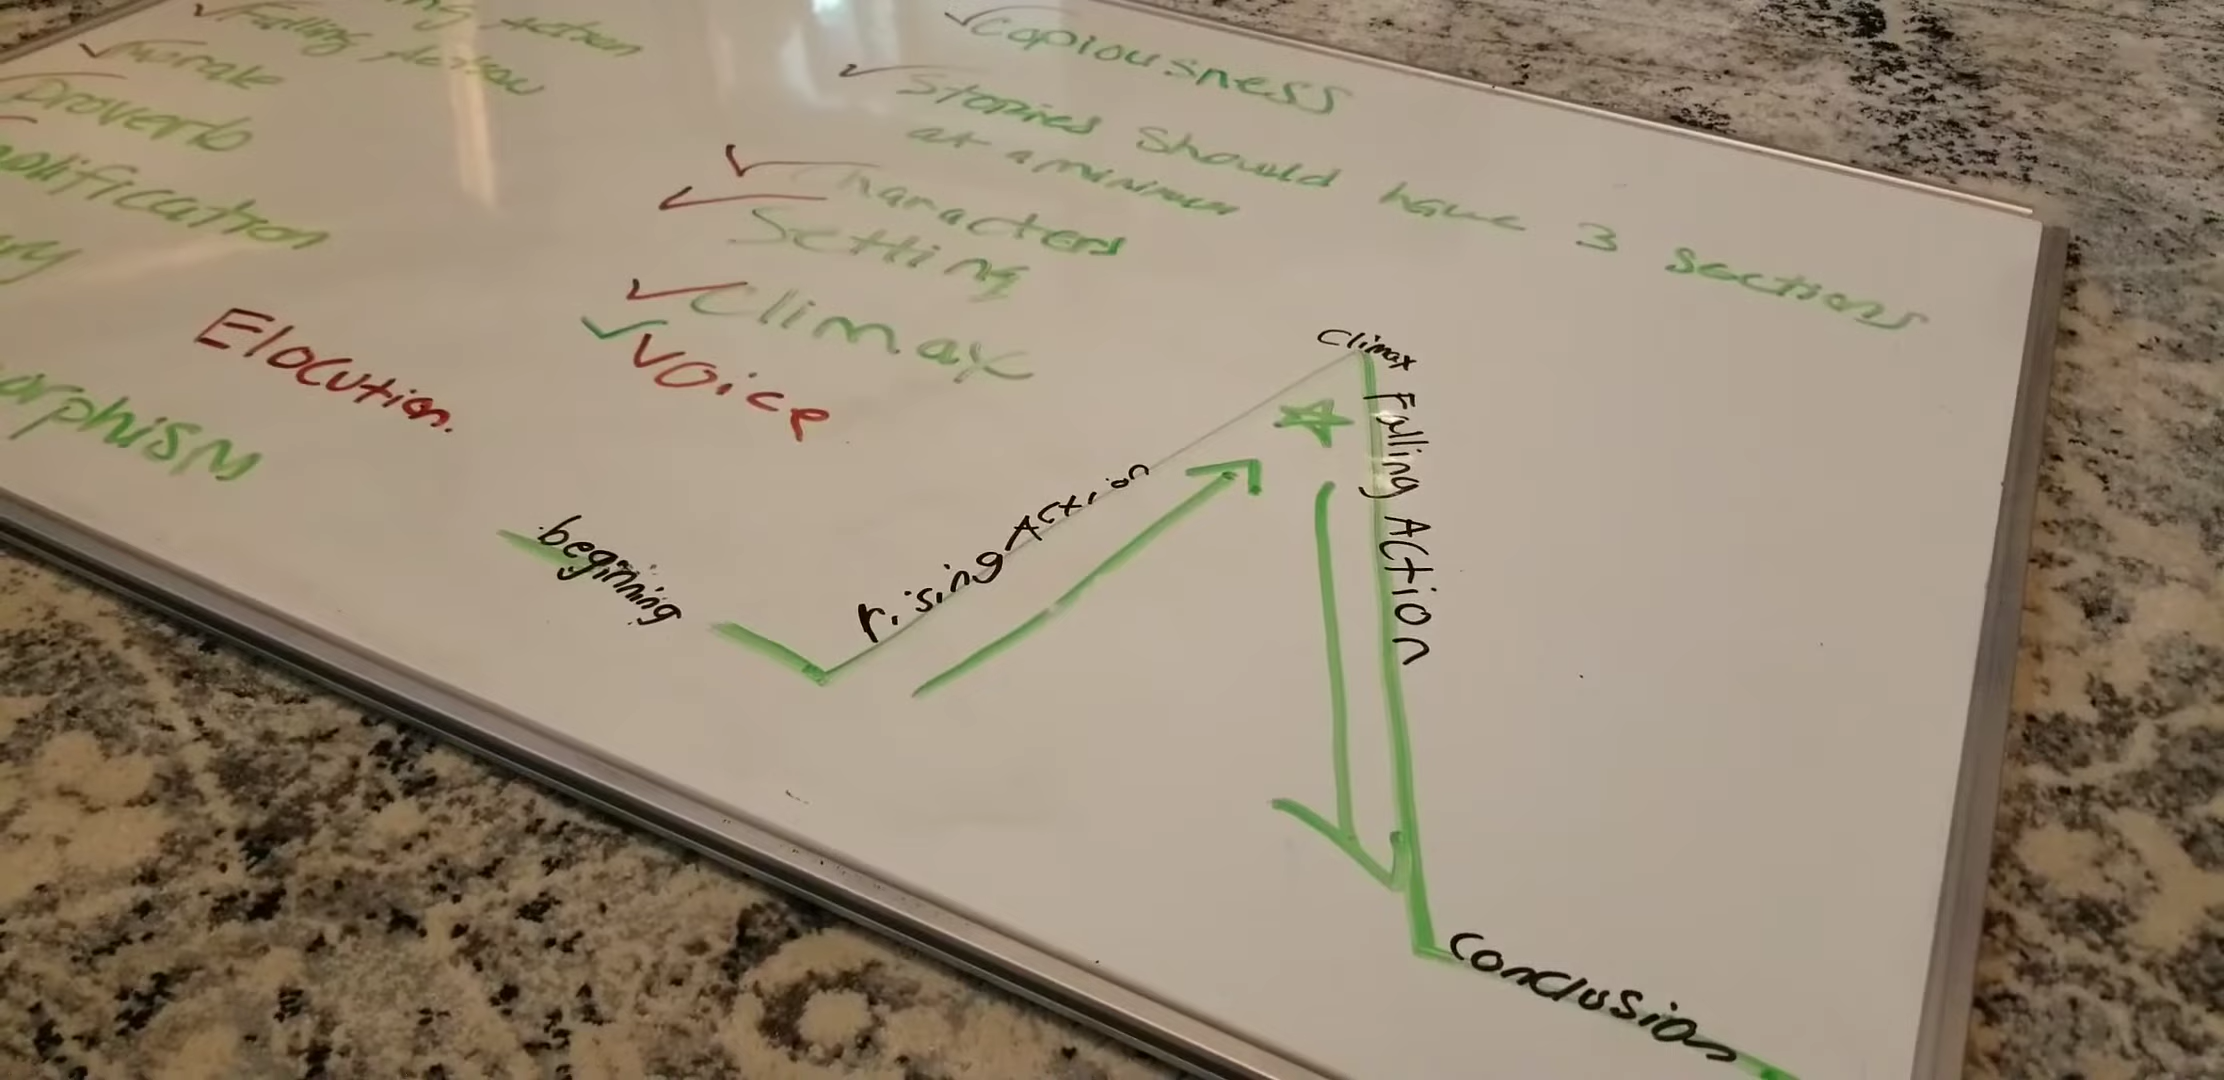 Action
Falling Action
Morale
Proverb
Elocution.
Copiousness
Stories should have 3 sections
at a minimum
Characters
Setting
Climax
Voice
beginning
rising Action
Climax
Falling Action
Conclusion